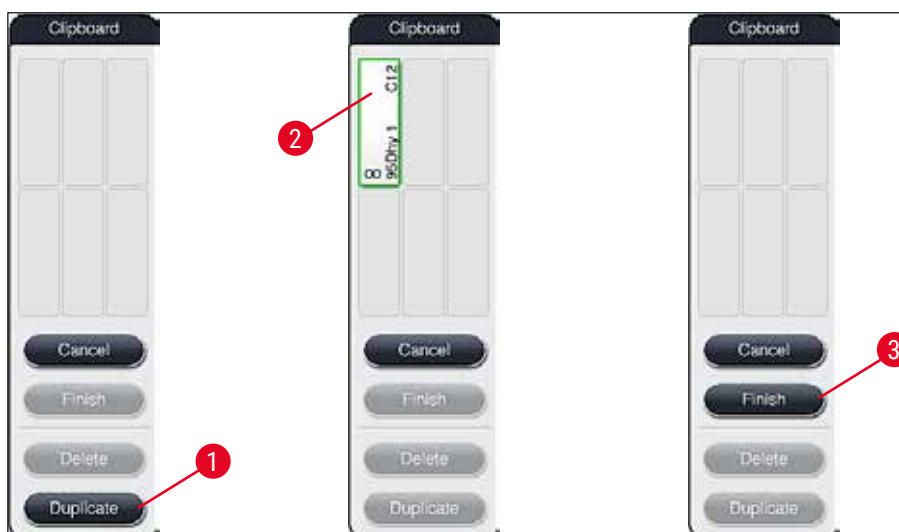 Clipboard
Cancel
Finish
Delete
Duplicate
1
Clipboard
C12
95Dhy 1
00
2
Cancel
Finish
Delete
Duplicate
Clipboard
Cancel
Finish
3
Delete
Duplicate